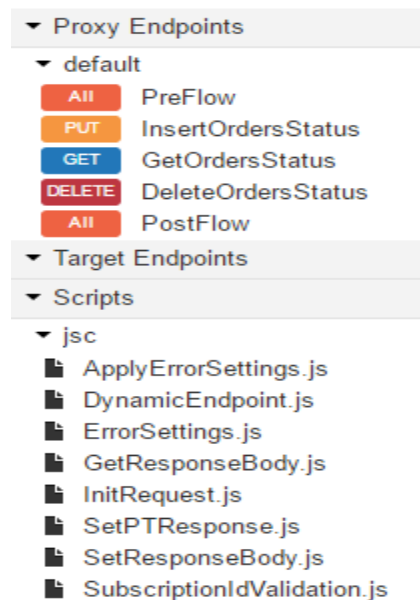 Proxy Endpoints
default
All PreFlow
PUT InsertOrdersStatus
GET GetOrdersStatus
DELETE DeleteOrdersStatus
All PostFlow
Target Endpoints
Scripts
jsc
ApplyErrorSettings.js
DynamicEndpoint.js
ErrorSettings.js
GetResponseBody.js
InitRequest.js
SetPTResponse.js
SetResponseBody.js
SubscriptionIdValidation.js